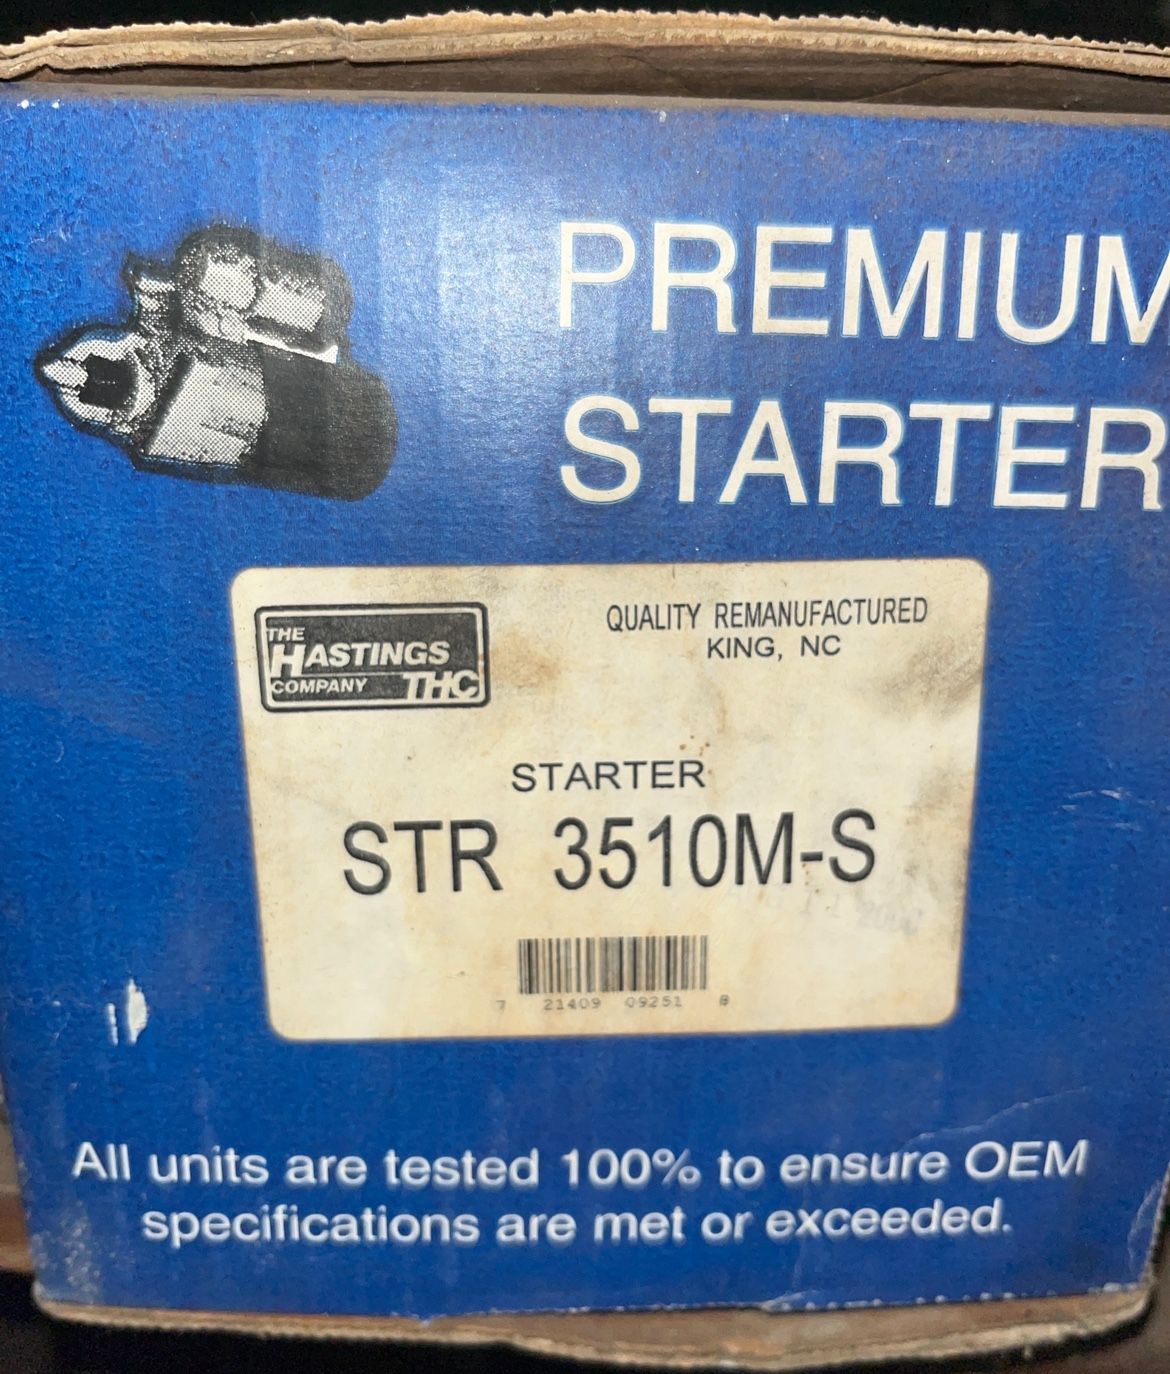 PREMIUM
STARTER
THE
HASTINGS
COMPANY THC
QUALITY REMANUFACTURED
KING, NC
STARTER
STR 3510M-S
7 21409 09251 8
All units are tested 100% to ensure OEM
specifications are met or exceeded.